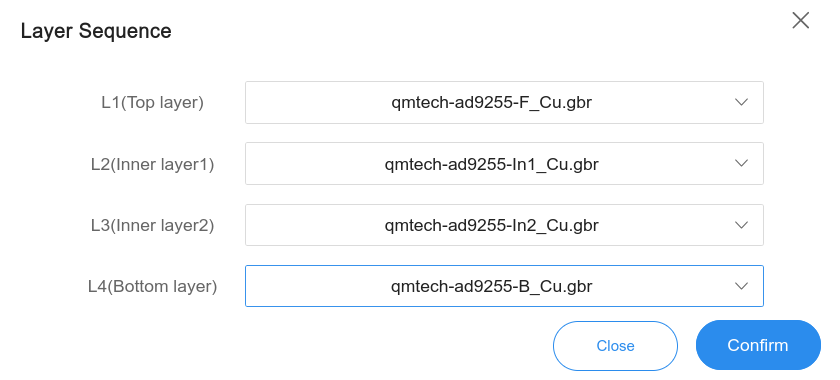 Layer Sequence
L1(Top layer) qmtech-ad9255-F_Cu.gbr
L2(Inner layer1) qmtech-ad9255-In1_Cu.gbr
L3(Inner layer2) qmtech-ad9255-In2_Cu.gbr
L4(Bottom layer) qmtech-ad9255-B_Cu.gbr
Close Confirm